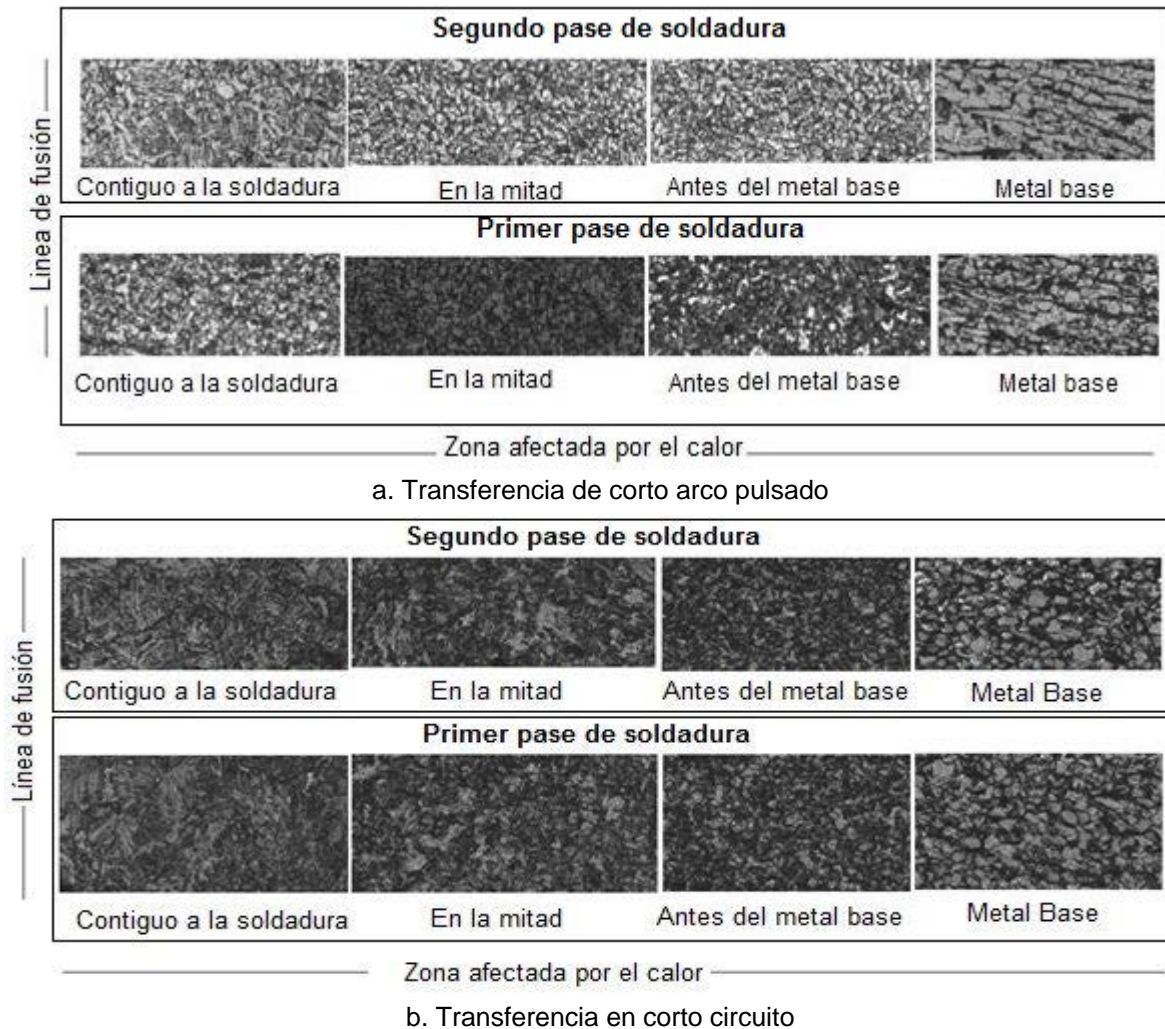 Segundo pase de soldadura
Contiguo a la soldadura
En la mitad
Antes del metal base
Metal base
Primer pase de soldadura
Contiguo a la soldadura
En la mitad
Antes del metal base
Metal base
Linea de fusión
Zona afectada por el calor
a. Transferencia de corto arco pulsado
Segundo pase de soldadura
Contiguo a la soldadura
En la mitad
Antes del metal base
Metal Base
Primer pase de soldadura
Contiguo a la soldadura
En la mitad
Antes del metal base
Metal Base
Línea de fusión
Zona afectada por el calor
b. Transferencia en corto circuito